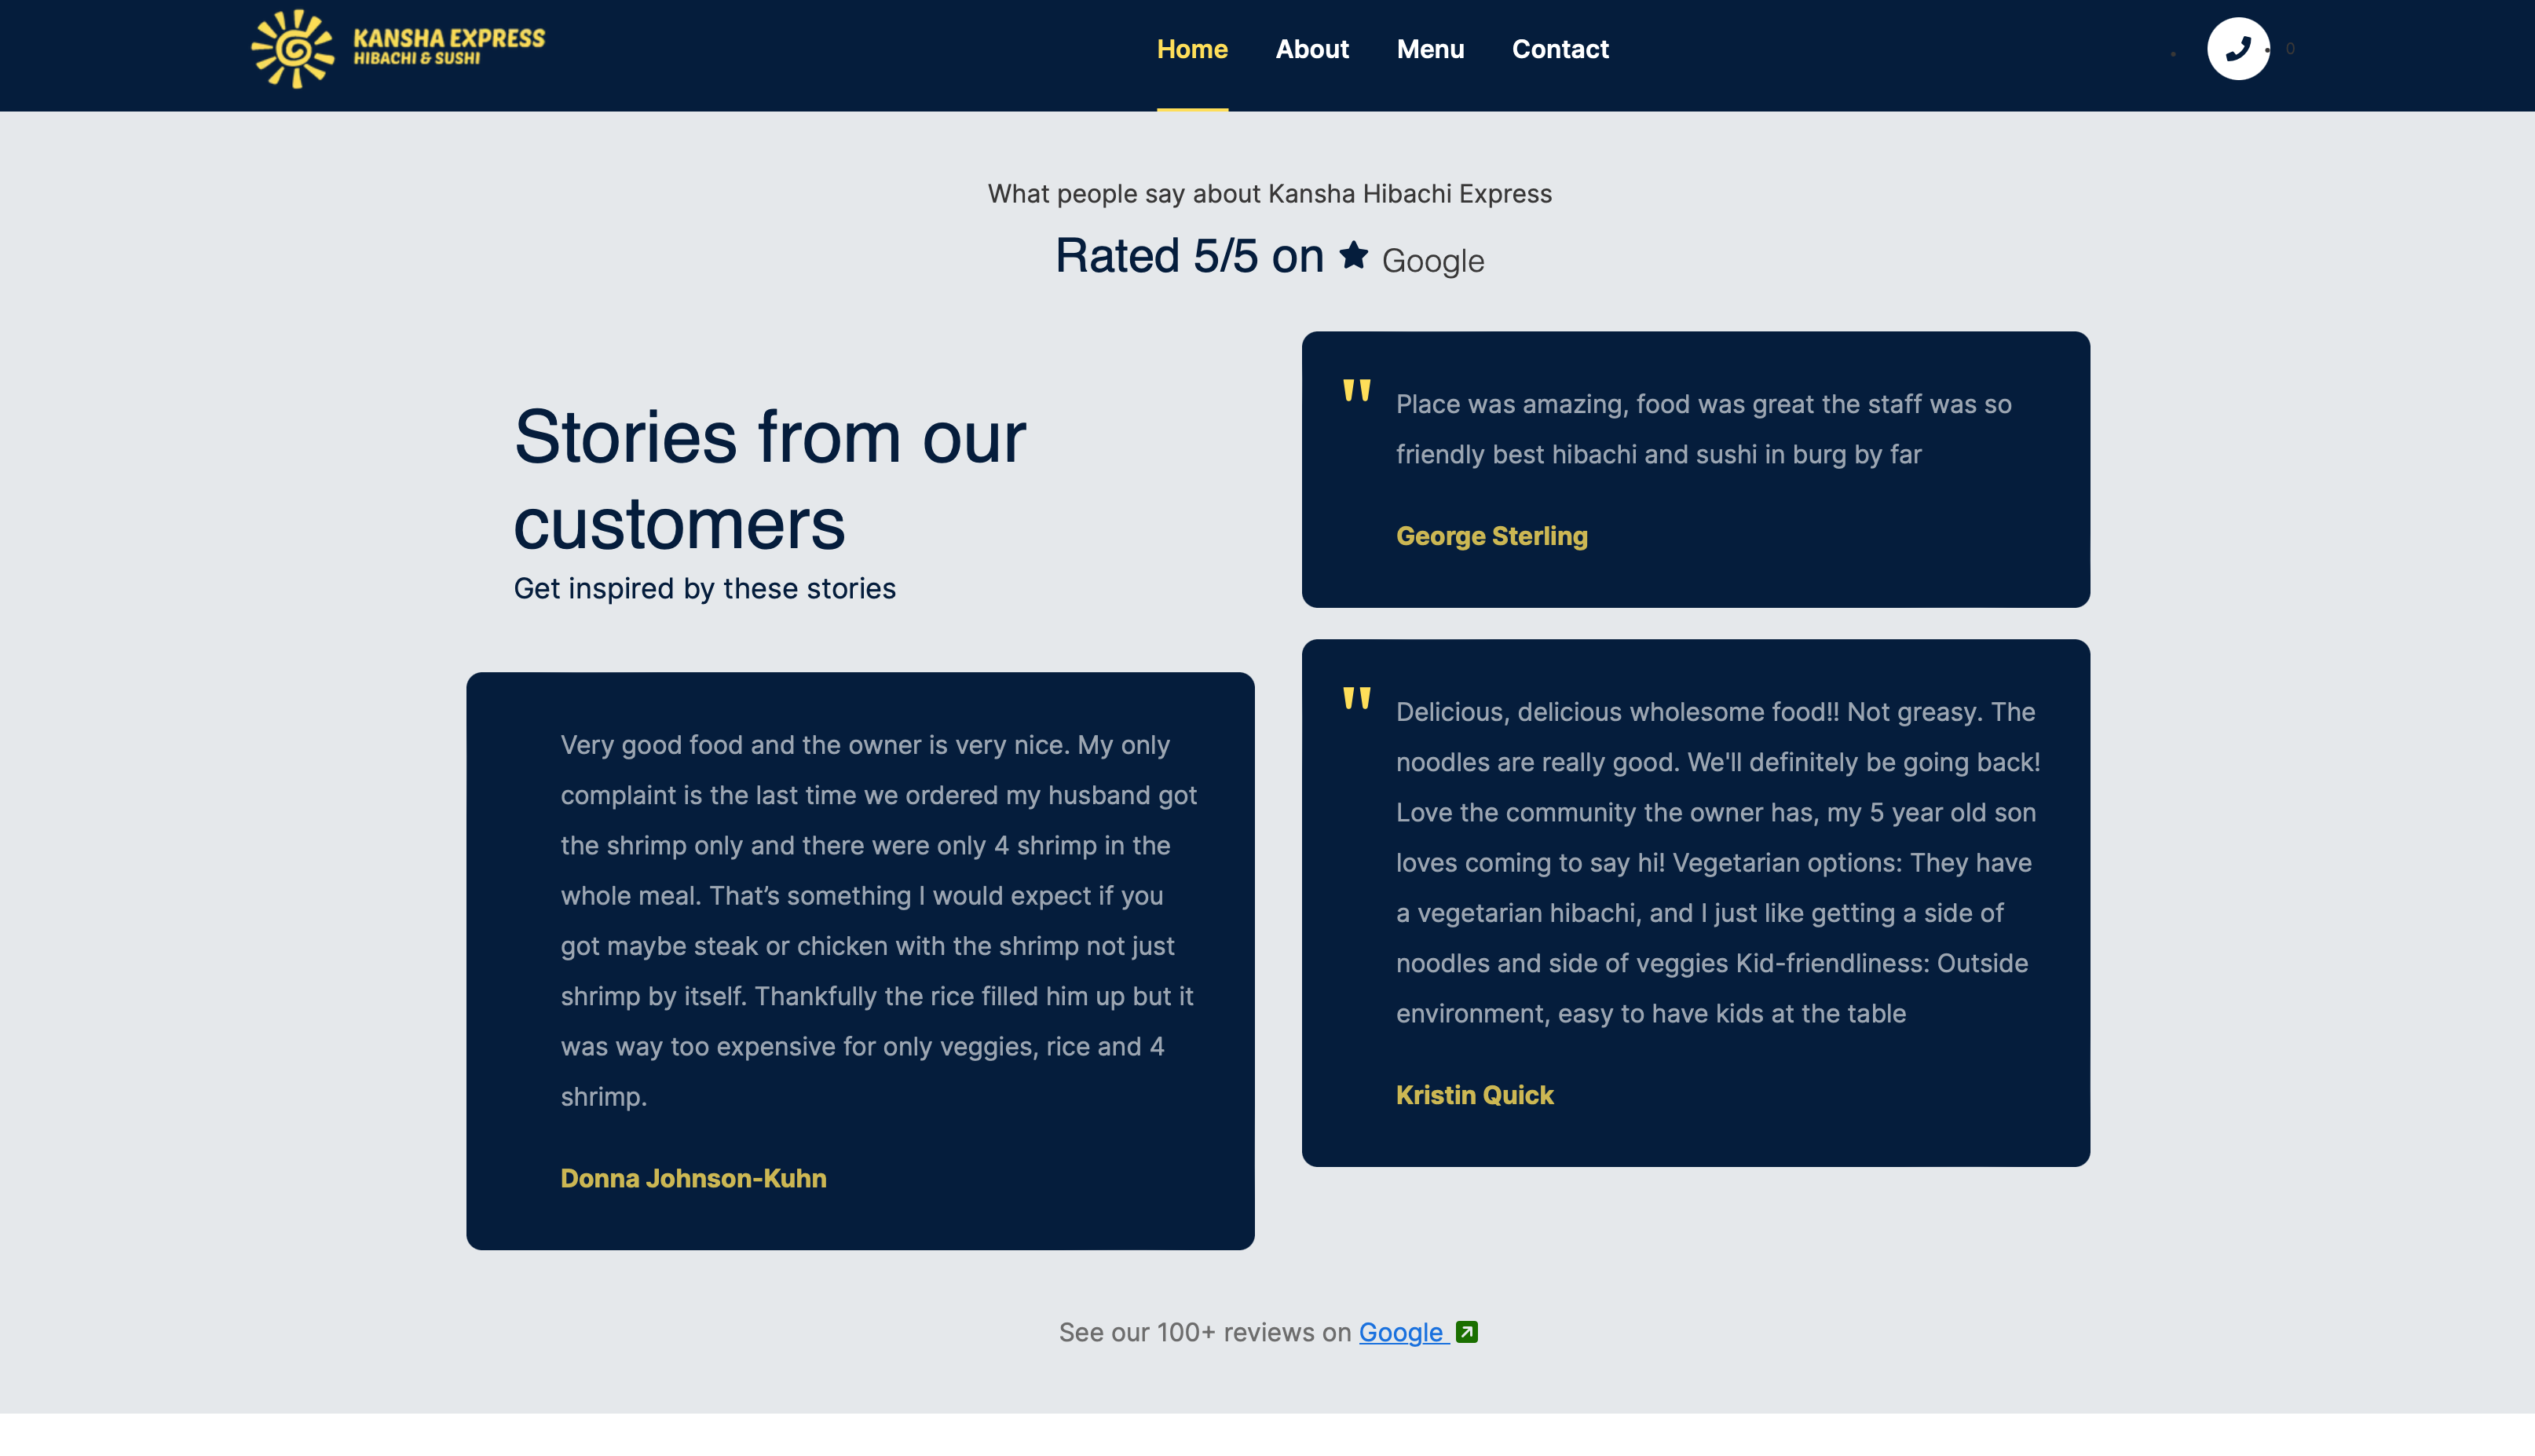 KANSHA EXPRESS
HIBACHI & SUSHI
Home About Menu Contact
0
What people say about Kansha Hibachi Express
Rated 5/5 on ★ Google
Stories from our
customers
Get inspired by these stories
Very good food and the owner is very nice. My only
complaint is the last time we ordered my husband got
the shrimp only and there were only 4 shrimp in the
whole meal. That’s something I would expect if you
got maybe steak or chicken with the shrimp not just
shrimp by itself. Thankfully the rice filled him up but it
was way too expensive for only veggies, rice and 4
shrimp.
Donna Johnson-Kuhn
" Place was amazing, food was great the staff was so
friendly best hibachi and sushi in burg by far
George Sterling
" Delicious, delicious wholesome food!! Not greasy. The
noodles are really good. We'll definitely be going back!
Love the community the owner has, my 5 year old son
loves coming to say hi! Vegetarian options: They have
a vegetarian hibachi, and I just like getting a side of
noodles and side of veggies Kid-friendliness: Outside
environment, easy to have kids at the table
Kristin Quick
See our 100+ reviews on Google